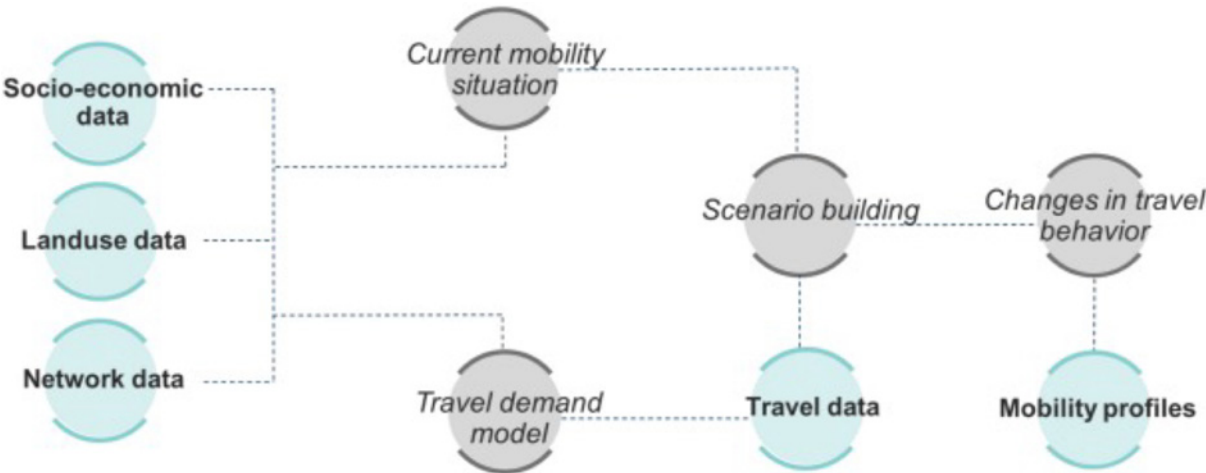 Current mobility
situation
Socio-economic
data
Landuse data
Scenario building
Changes in travel
behavior
Network data
Travel demand
model
Travel data
Mobility profiles